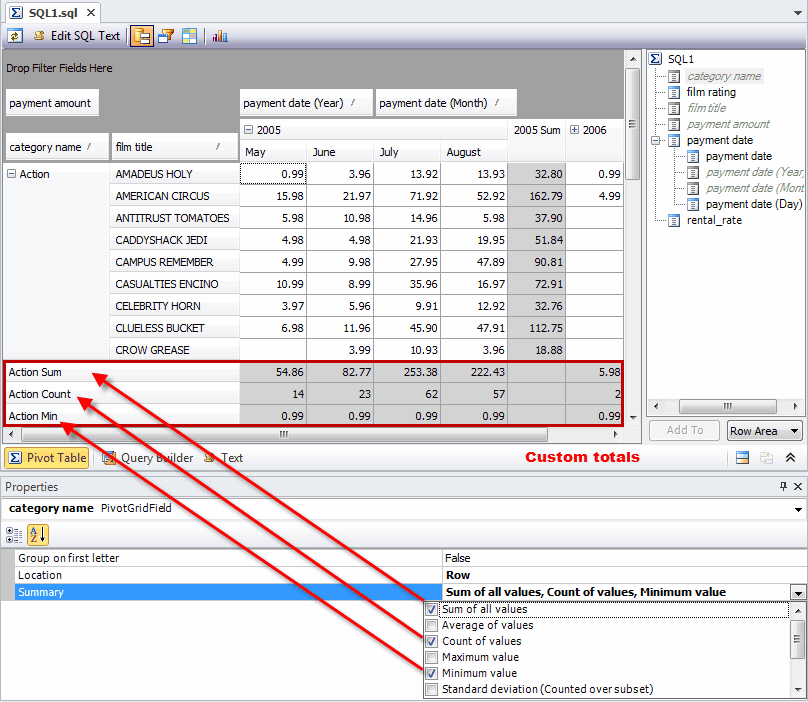 SQL1.sql
Edit SQL Text
Drop Filter Fields Here
payment amount
payment date (Year) payment date (Month)
category name film title
2005 2005 Sum 2006
May June July August
Action AMADEUS HOLY 0.99 3.96 13.92 13.93 32.80 0.99
AMERICAN CIRCUS 15.98 21.97 71.92 52.92 162.79 4.99
ANTITRUST TOMATOES 5.98 10.98 14.96 5.98 37.90
CADDYSHACK JEDI 4.98 4.98 21.93 19.95 51.84
CAMPUS REMEMBER 4.99 9.98 27.95 47.89 90.81
CASUALTIES ENCINO 10.99 8.99 35.96 16.97 72.91
CELEBRITY HORN 3.97 5.96 9.91 12.92 32.76
CLUELESS BUCKET 6.98 11.96 45.90 47.91 112.75
CROW GREASE 3.99 10.93 3.96 18.88
Action Sum 54.86 82.77 253.38 222.43 5.98
Action Count 14 23 62 57 2
Action Min 0.99 0.99 0.99 0.99 0.99
SQL1
category name
film rating
film title
payment amount
payment date
payment date
payment date (Year
payment date (Mont
payment date (Day)
rental_rate
Add To Row Area
Pivot Table Query Builder Text
Custom totals
Properties
category name PivotGridField
Group on first letter False
Location Row
Summary Sum of all values, Count of values, Minimum value
Sum of all values
Average of values
Count of values
Maximum value
Minimum value
Standard deviation (Counted over subset)